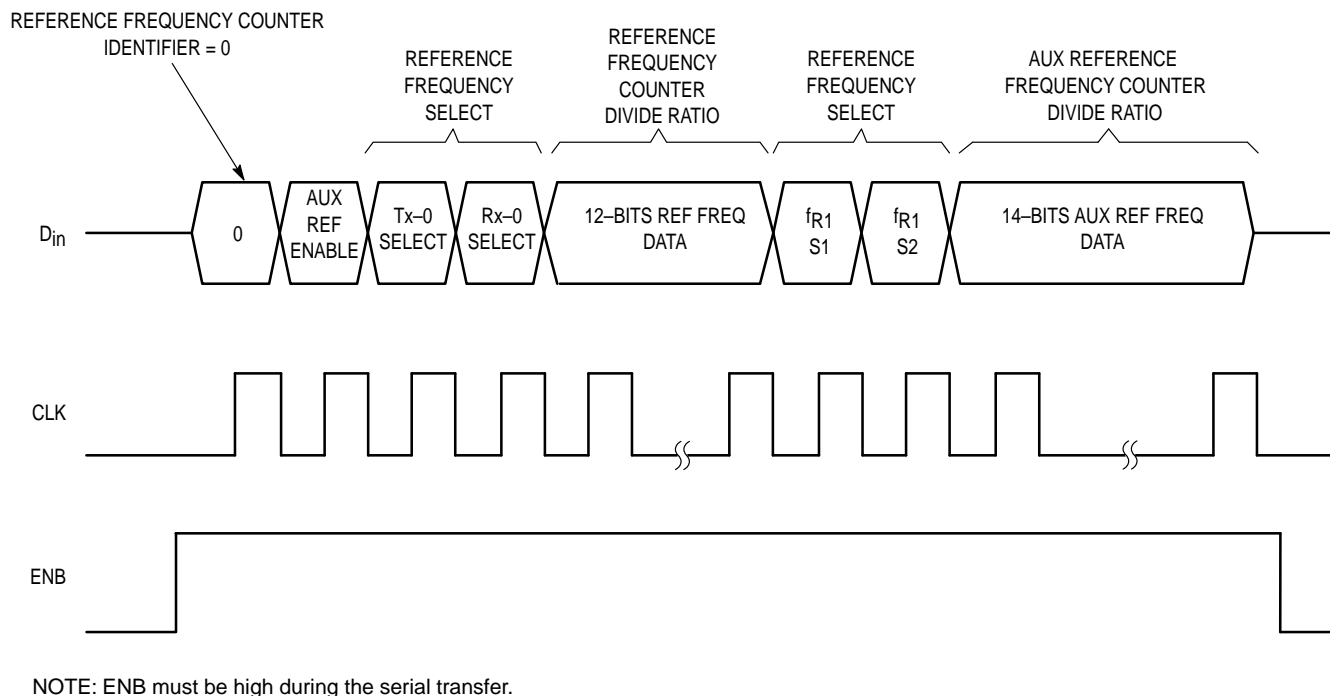 REFERENCE FREQUENCY COUNTER
IDENTIFIER = 0
REFERENCE
FREQUENCY
SELECT
REFERENCE
FREQUENCY
COUNTER
DIVIDE RATIO
REFERENCE
FREQUENCY
SELECT
AUX REFERENCE
FREQUENCY COUNTER
DIVIDE RATIO
Din
0
AUX
REF
ENABLE
Tx–0
SELECT
Rx–0
SELECT
12–BITS REF FREQ
DATA
fR1
S1
fR1
S2
14–BITS AUX REF FREQ
DATA
CLK
ENB
NOTE: ENB must be high during the serial transfer.